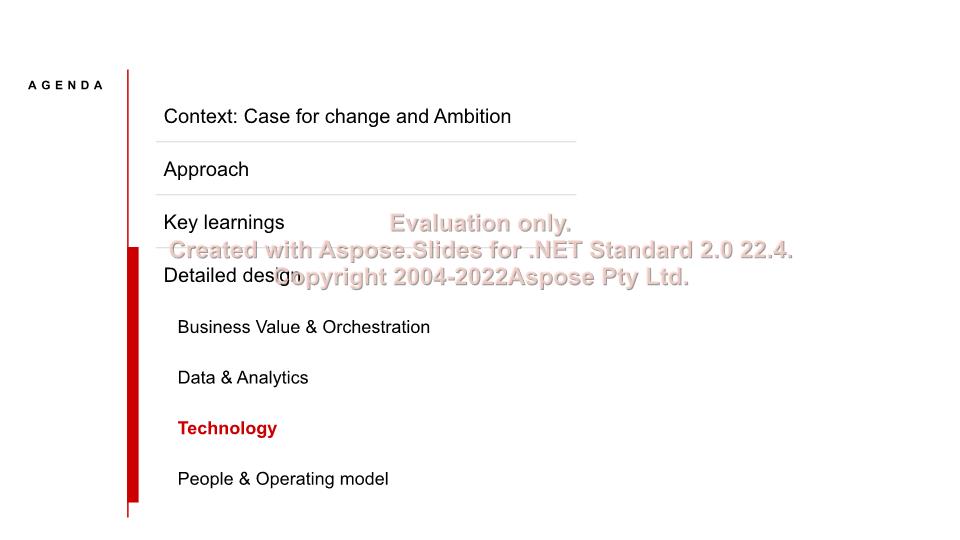 AGENDA
Context: Case for change and Ambition
Approach
Key learnings
Evaluation only.
Created with Aspose.Slides for .NET Standard 2.0 22.4.
Detailed design
Copyright 2004-2022Aspose Pty Ltd.
Business Value & Orchestration
Data & Analytics
Technology
People & Operating model